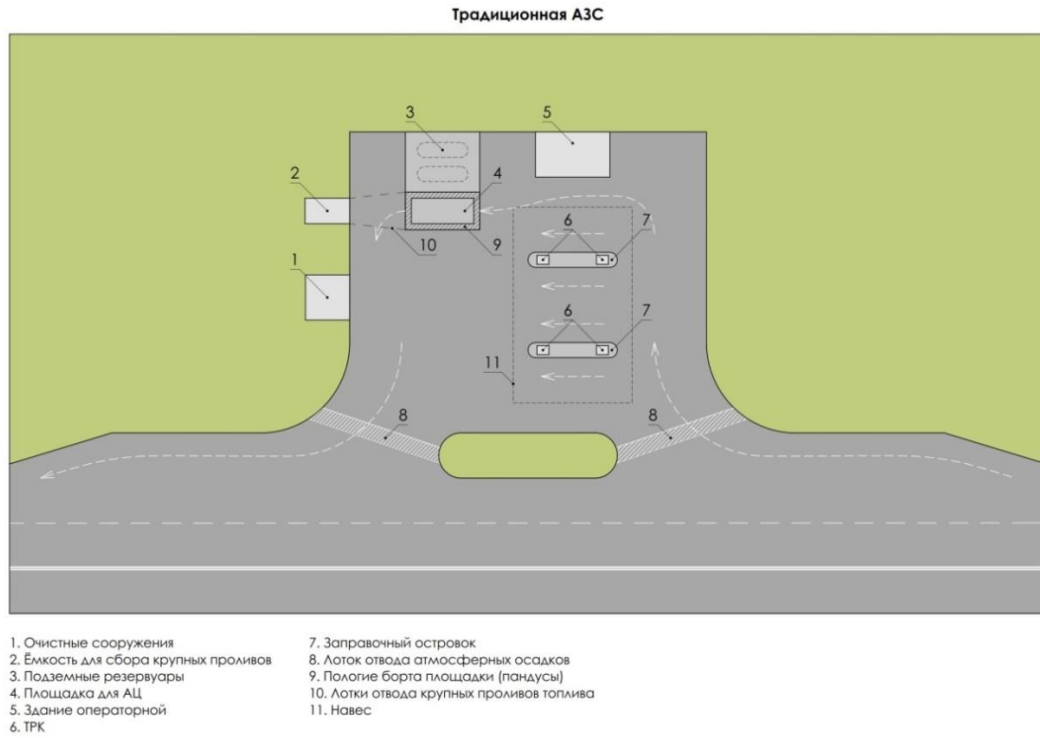 Традиционная АЗС
3
5
2
4
6
7
10
9
1
6
7
11
8
8
1. Очистные сооружения
2. Ёмкость для сбора крупных проливов
3. Подземные резервуары
4. Площадка для АЦ
5. Здание операторной
6. ТРК
7. Заправочный островок
8. Лоток отвода атмосферных осадков
9. Пологие борта площадки (пандусы)
10. Лотки отвода крупных проливов топлива
11. Навес